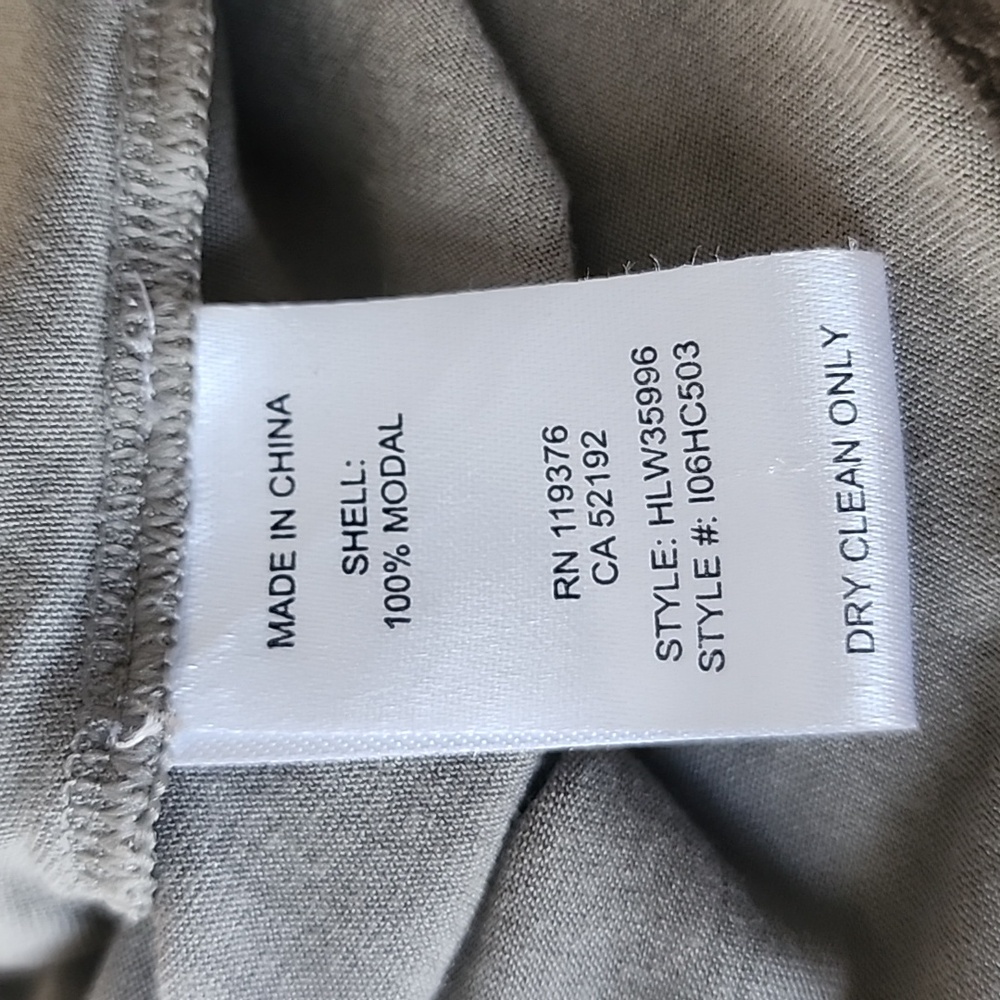 MADE IN CHINA
SHELL:
100% MODAL
RN 119376
CA 52192
STYLE: HLW35996
STYLE #: I06HC503
DRY CLEAN ONLY